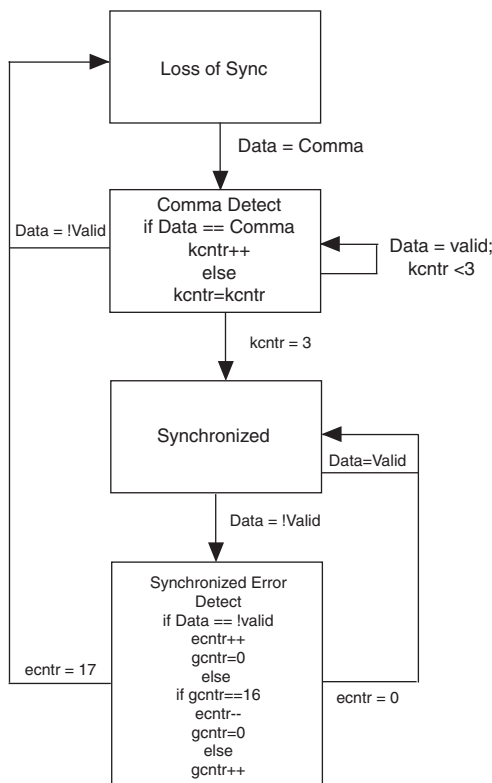 Loss of Sync
Data = Comma
Comma Detect
if Data == Comma
kcntr++
else
kcntr=kcntr
Data = !Valid
Data = valid;
kcntr <3
kcntr = 3
Synchronized
Data=Valid
Data = !Valid
Synchronized Error
Detect
if Data == !valid
ecntr++
gcntr=0
else
if gcntr==16
ecntr--
gcntr=0
else
gcntr++
ecntr = 17
ecntr = 0